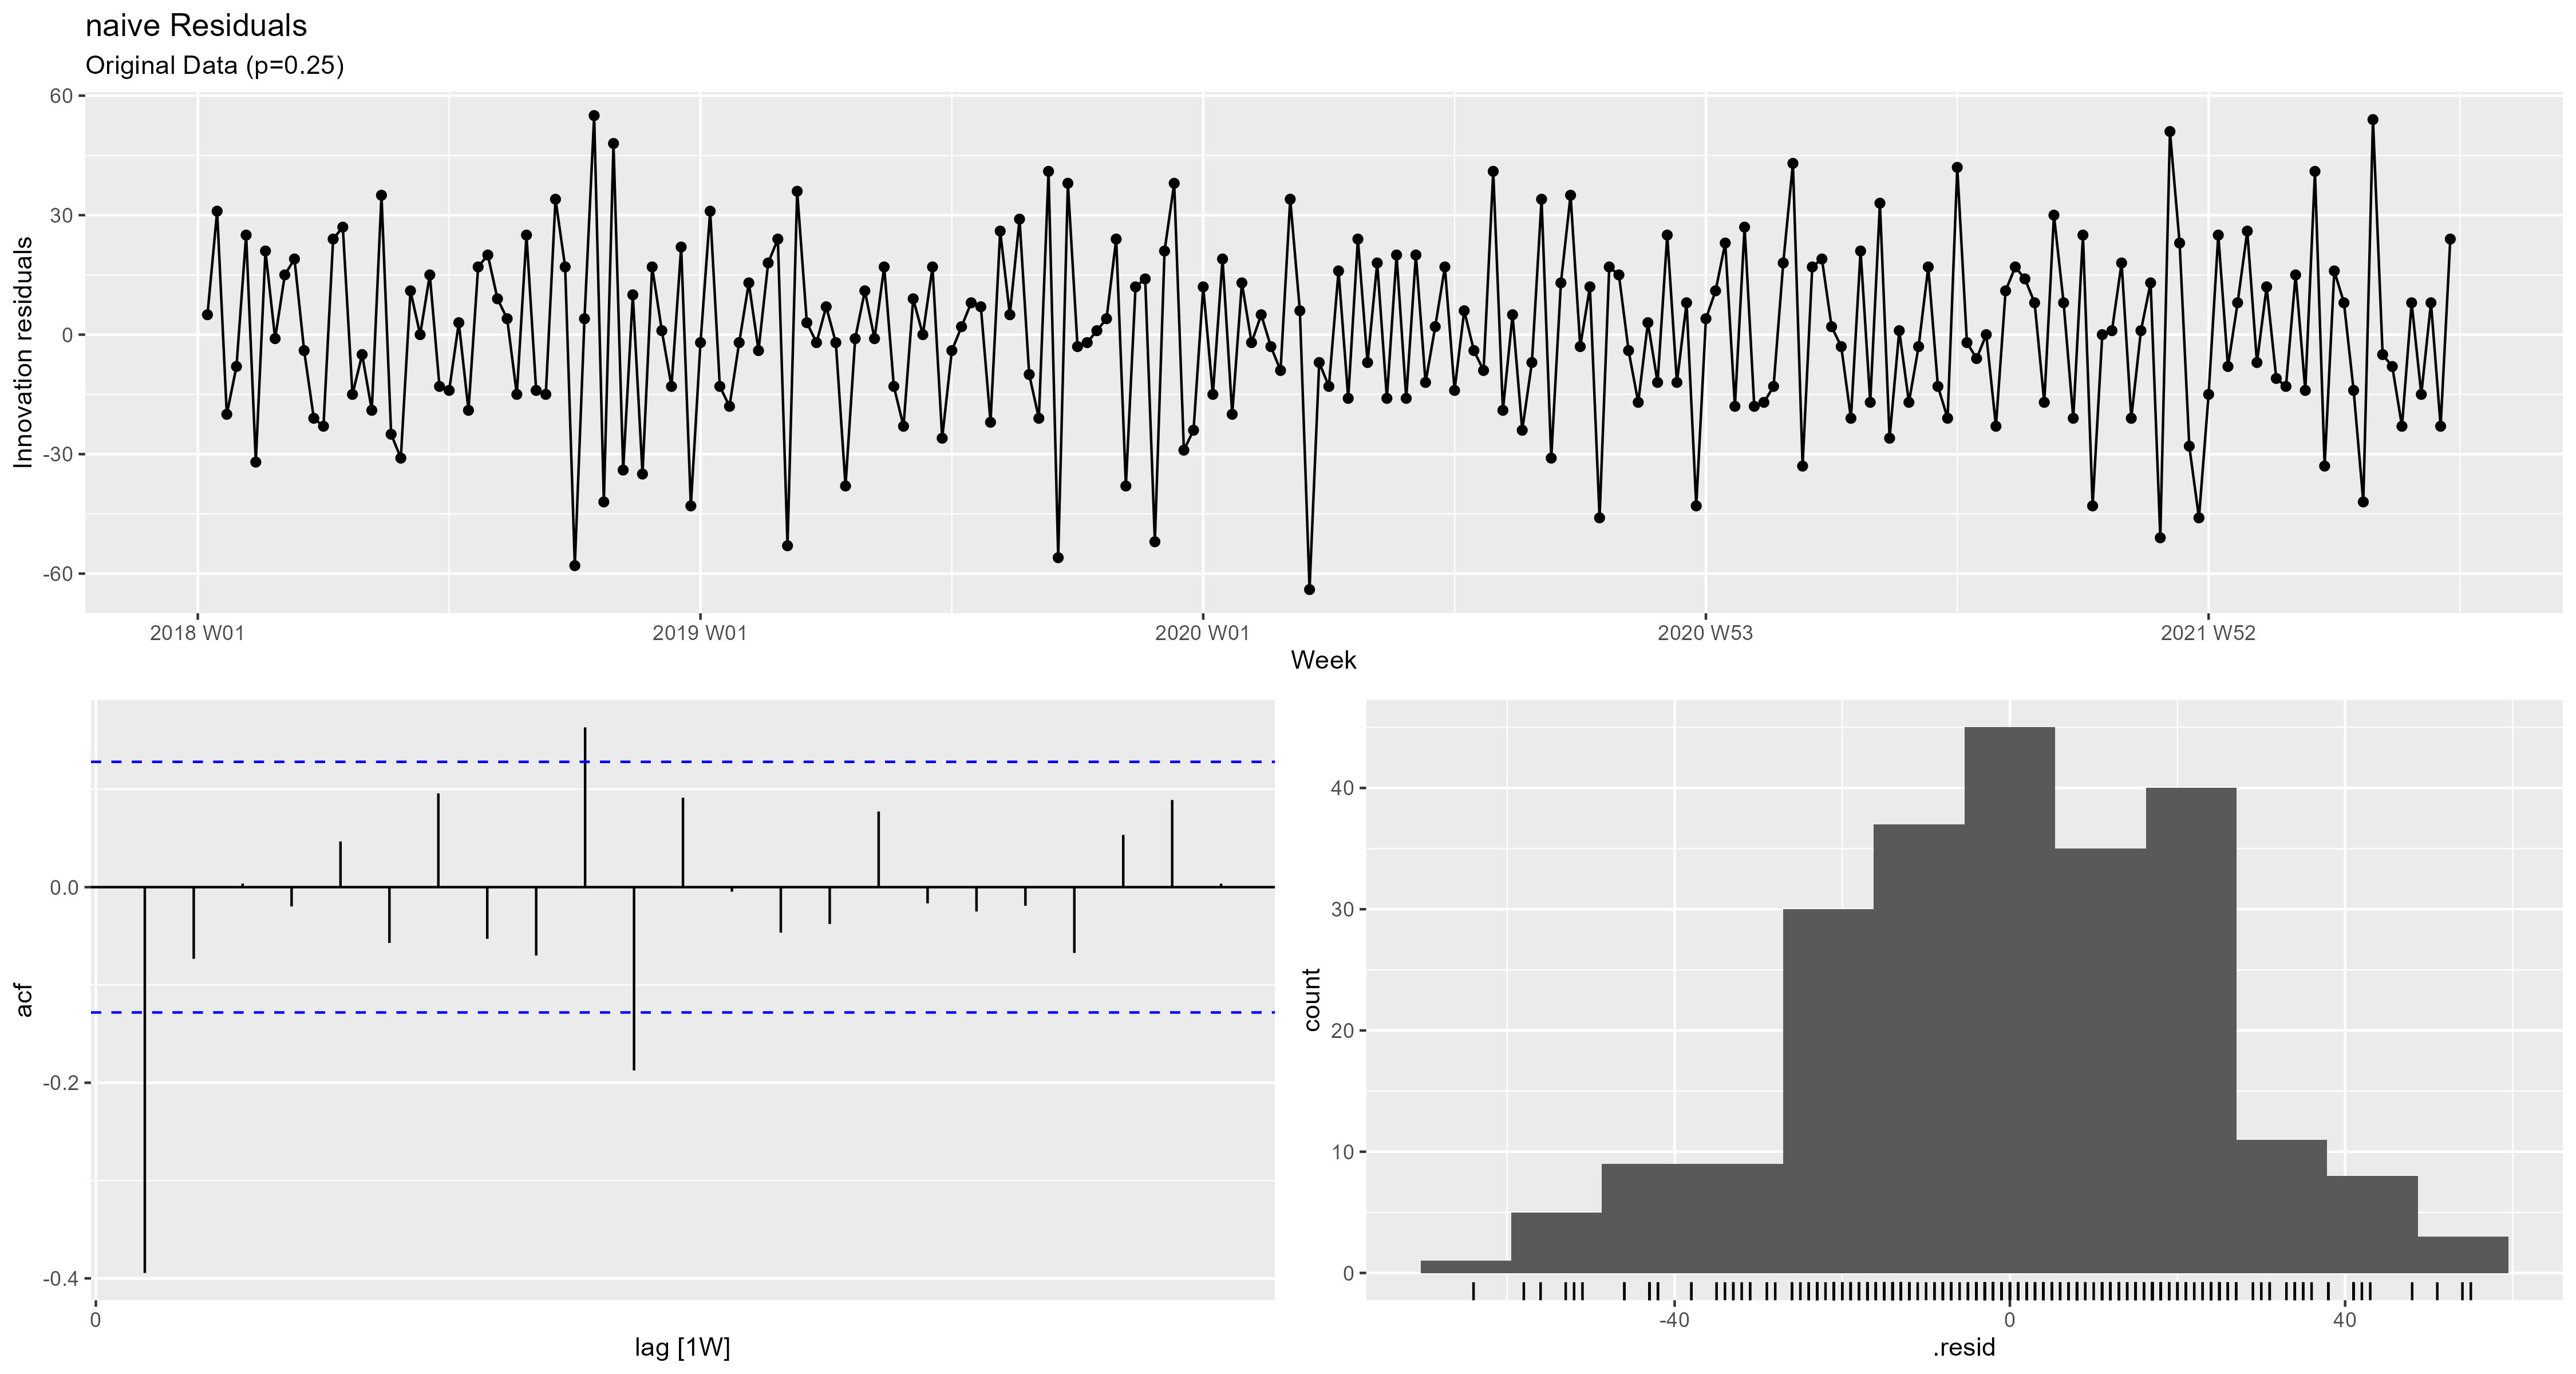 naive Residuals
Original Data (p=0.25)
60
30
0
-30
-60
Innovation residuals
2018 W01
2019 W01
2020 W01
2020 W53
2021 W52
Week
0.0
-0.2
-0.4
acf
0
lag [1W]
40
30
20
10
0
count
-40
0
40
.resid